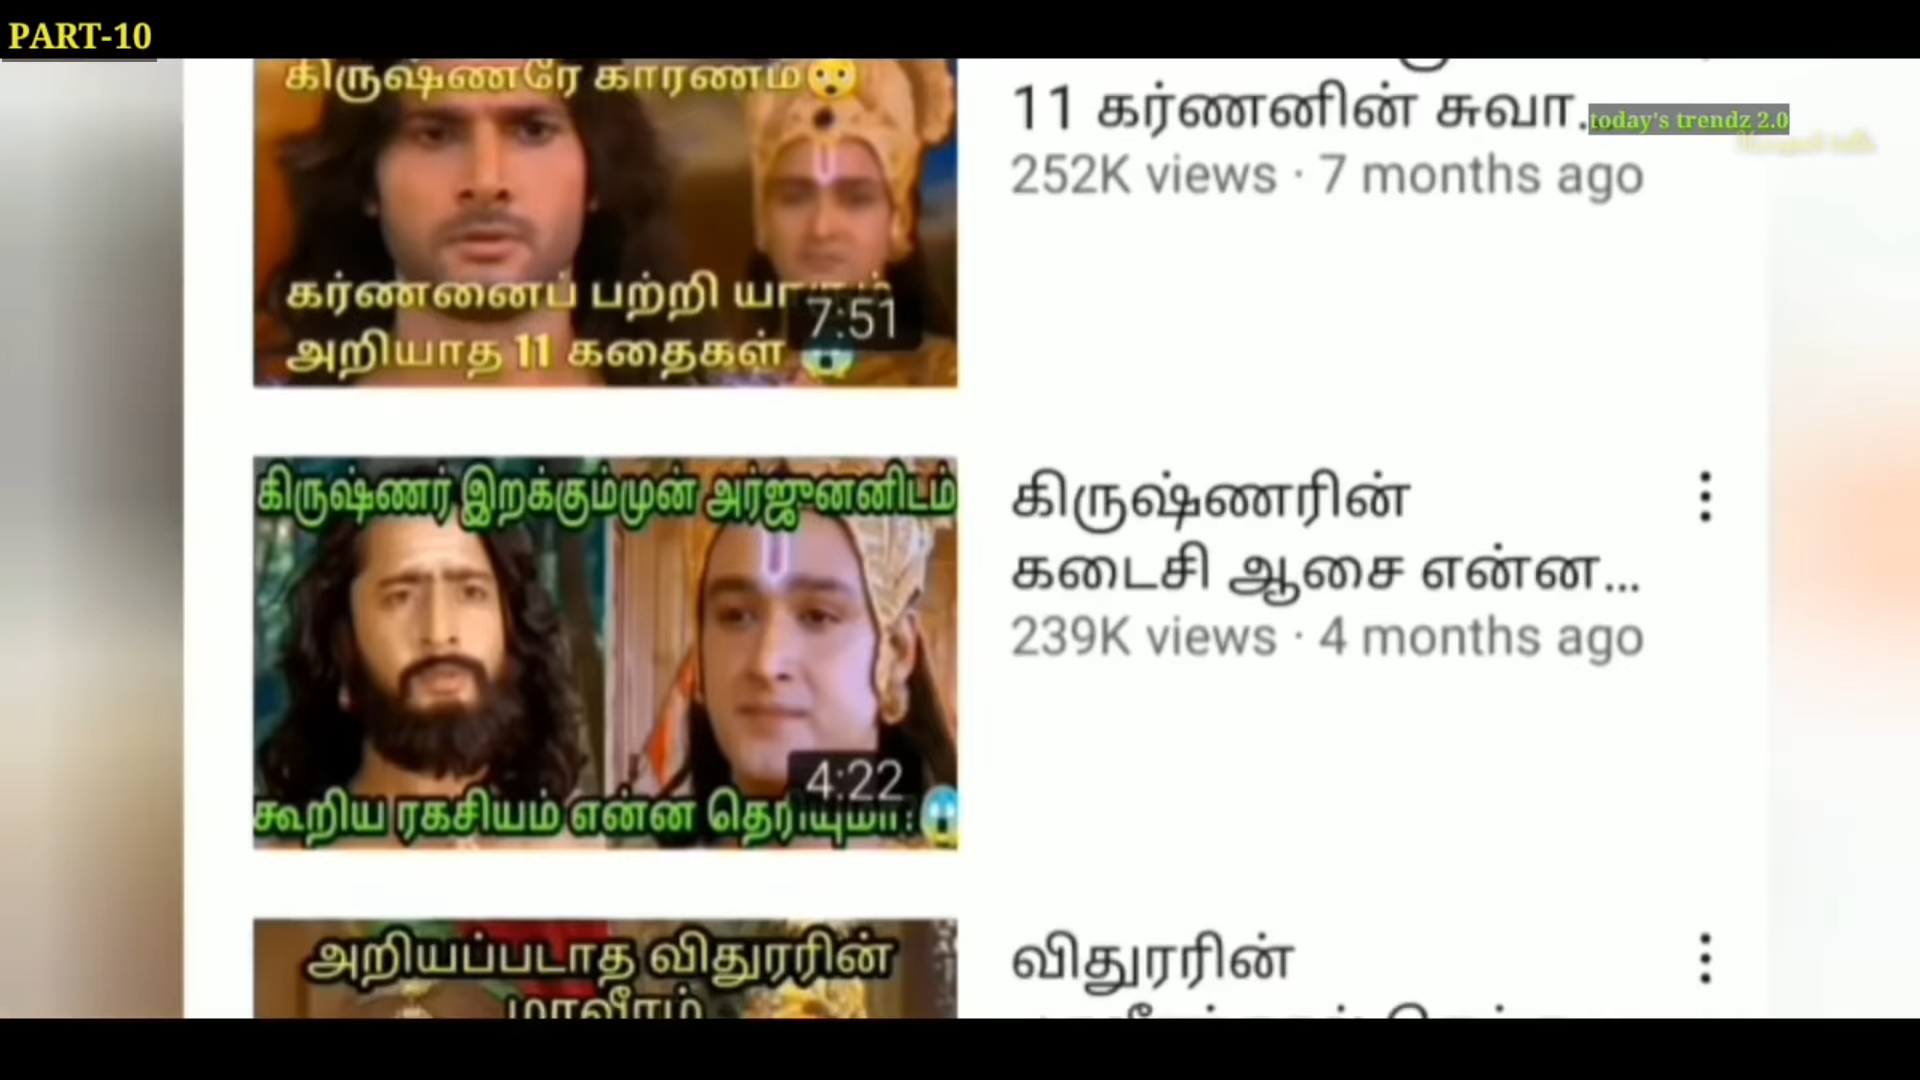 PART-10
கிருஷ்ணரே காரணம்😲
கர்ணனைப் பற்றி
அறியாத 11 கதைகள்
7:51
11 கர்ணனின் சுவா...
today's trendz 2.0
252K views · 7 months ago
கிருஷ்ணர் இறக்கும்முன் அர்ஜுனனிடம்
கூறிய ரகசியம் என்ன தெரியுமா?😱
4:22
கிருஷ்ணரின்
கடைசி ஆசை என்ன...
239K views · 4 months ago
அறியப்படாத விதுரரின்
மாவீரம்
விதுரரின்